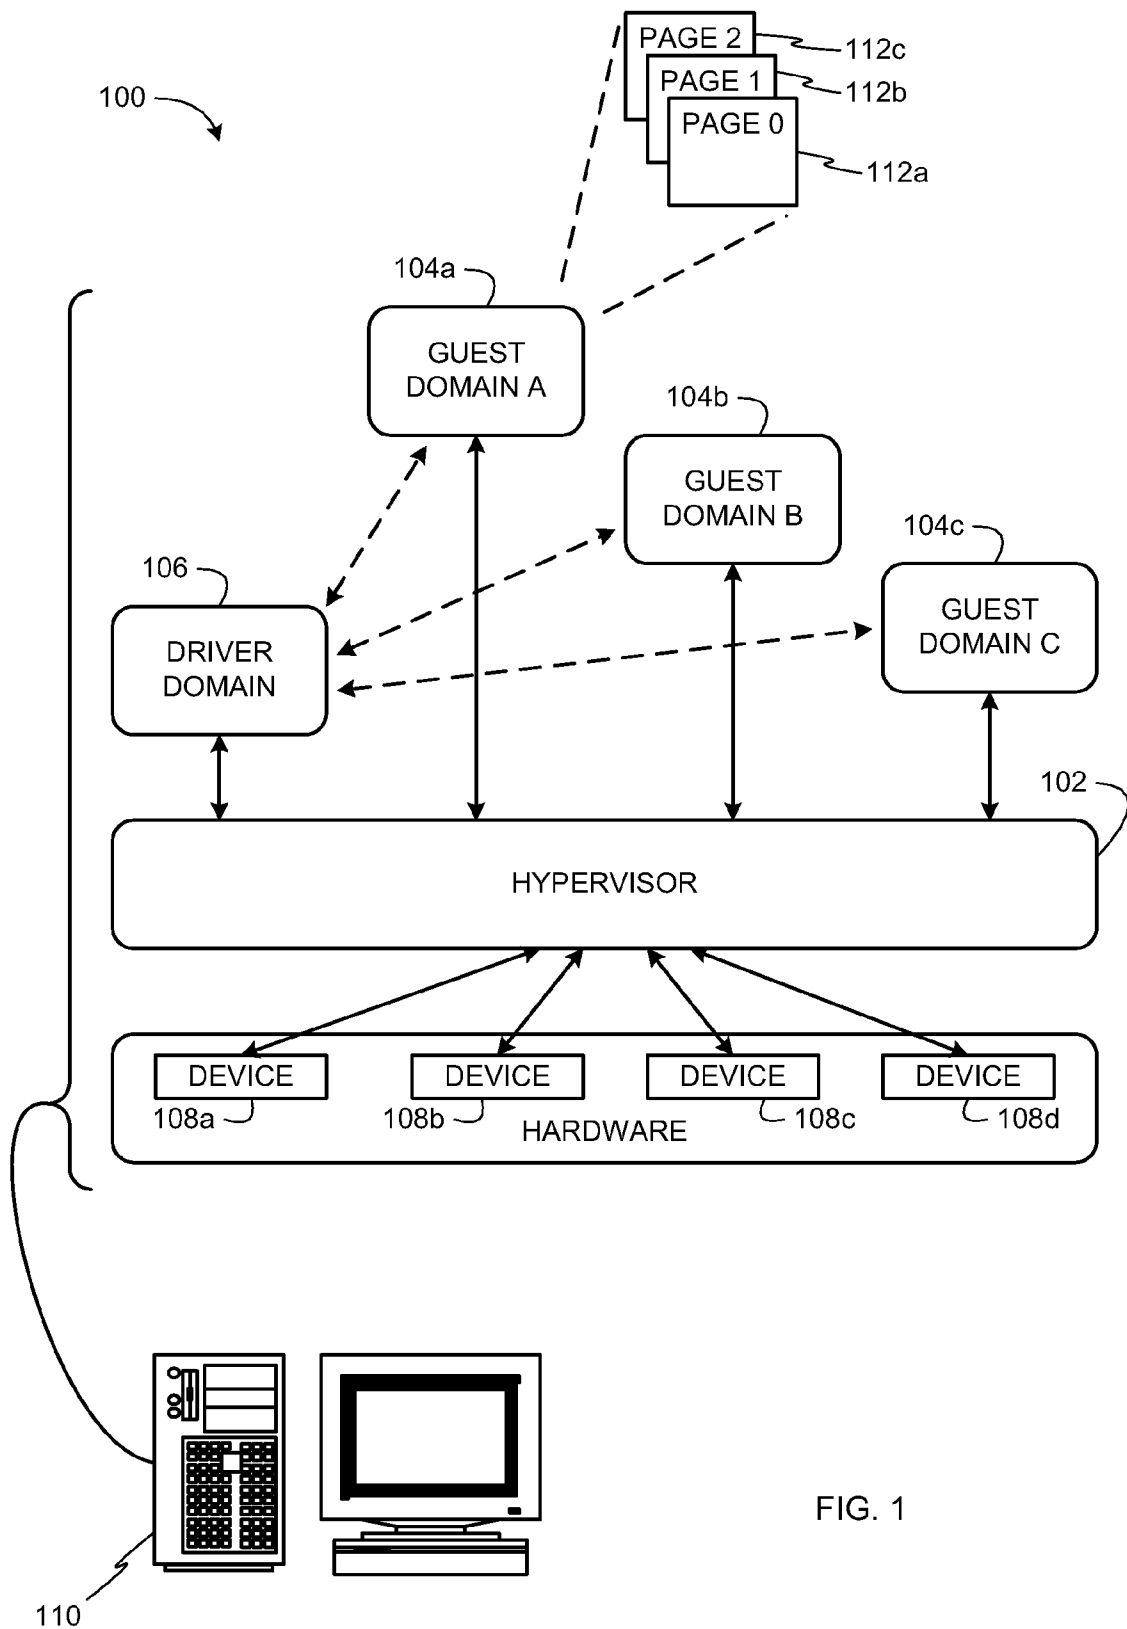 PAGE 2
112c
PAGE 1
112b
100
PAGE 0
112a
104a
GUEST
DOMAIN A
104b
GUEST
DOMAIN B
104c
106
GUEST
DOMAIN C
DRIVER
DOMAIN
102
HYPERVISOR
DEVICE
DEVICE
DEVICE
DEVICE
108a
108b
108c
108d
HARDWARE
FIG. 1
110